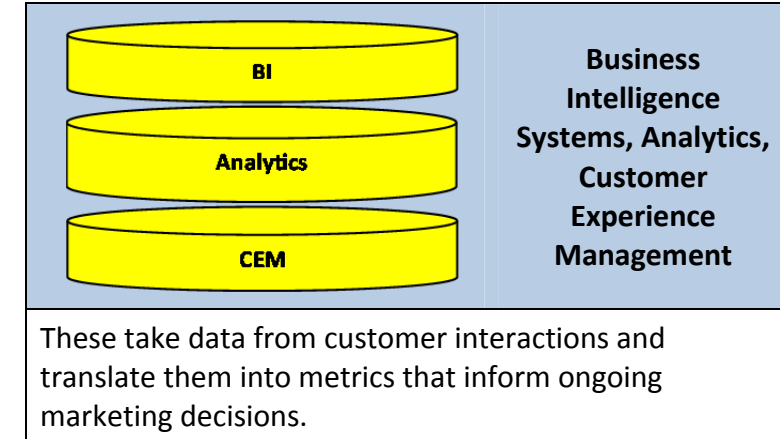 BI
Analytics
CEM
Business
Intelligence
Systems, Analytics,
Customer
Experience
Management
These take data from customer interactions and
translate them into metrics that inform ongoing
marketing decisions.